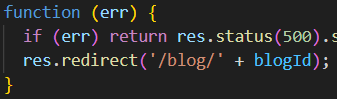 function (err) {
if (err) return res.status(500).s
res.redirect('/blog/' + blogId);
}